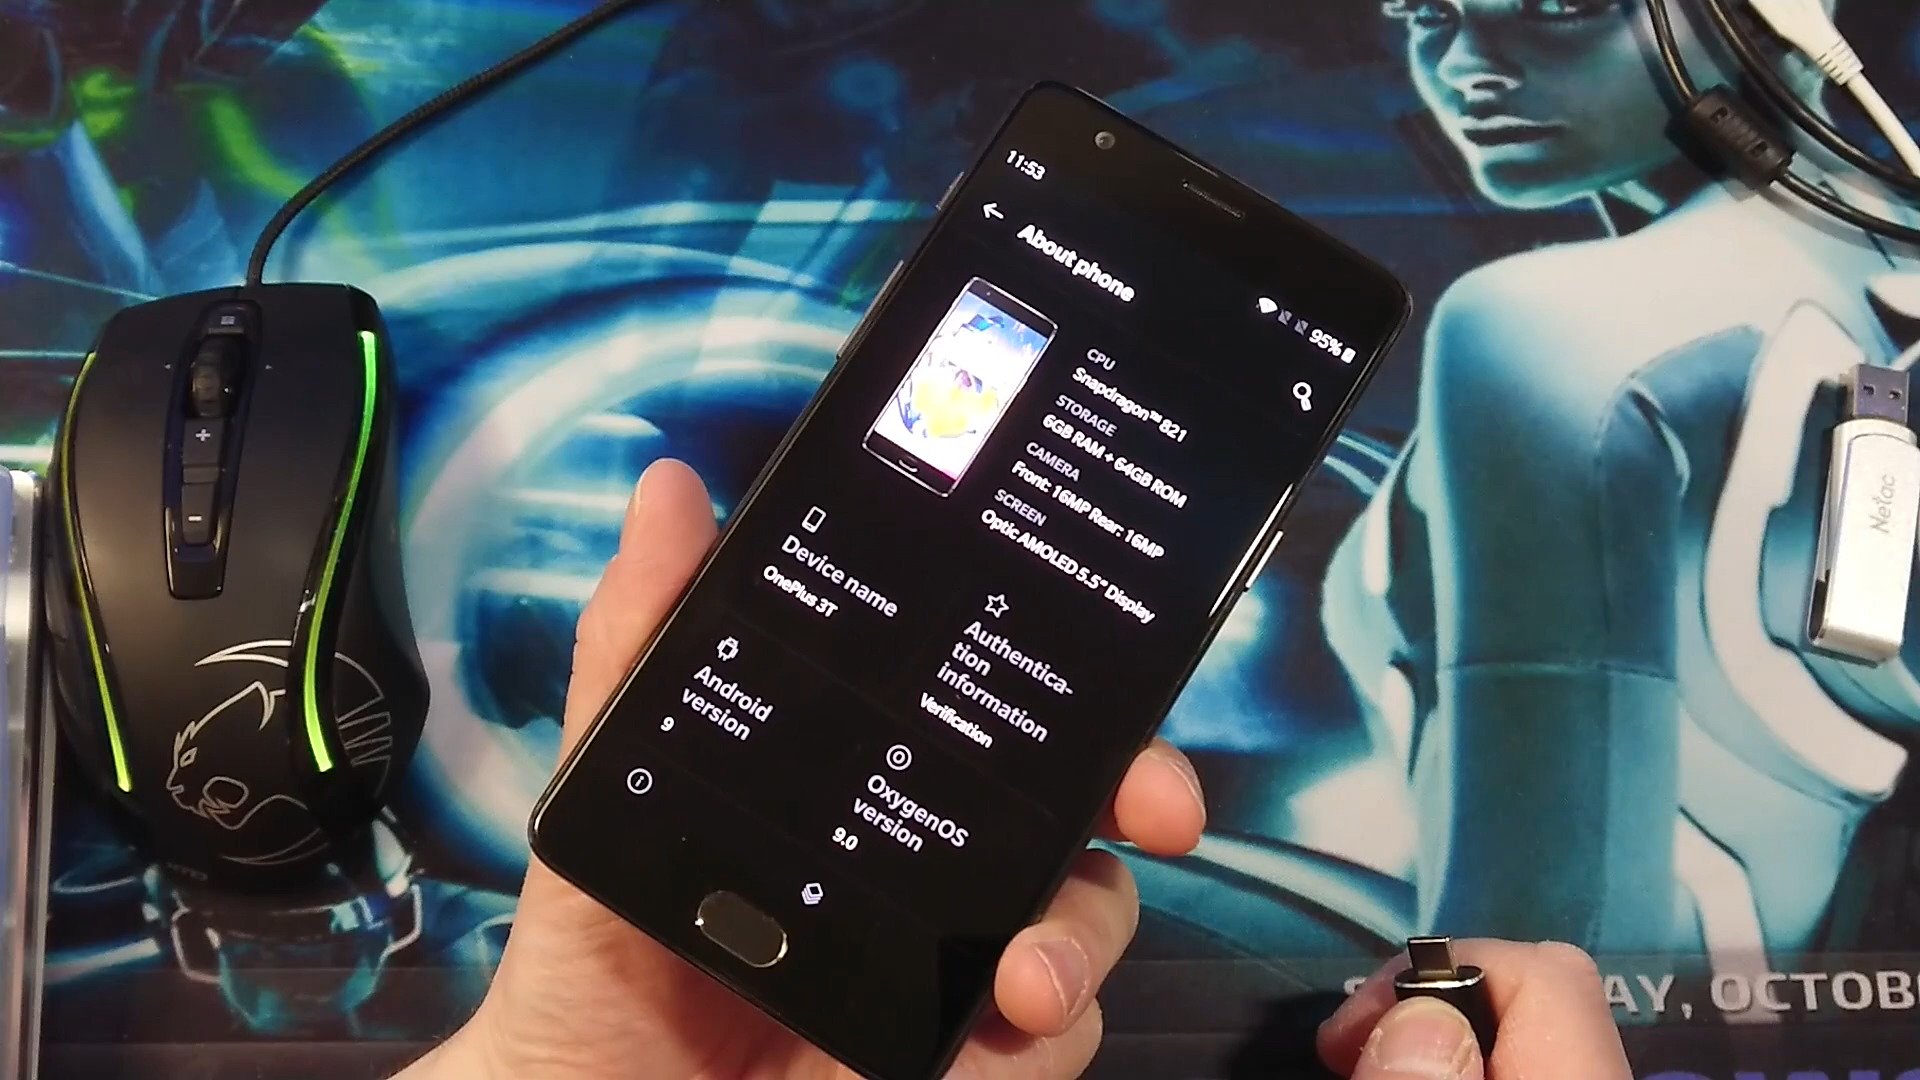 11:53
95%
About phone
CPU
Snapdragon™ 821
STORAGE
6GB RAM + 64GB ROM
CAMERA
Front: 16MP Rear: 16MP
SCREEN
Optic AMOLED 5.5" Display
Device name
OnePlus 3T
Authentica-
tion
information
Verification
Android
version
9
OxygenOS
version
9.0
Netac
AY, OCTOB